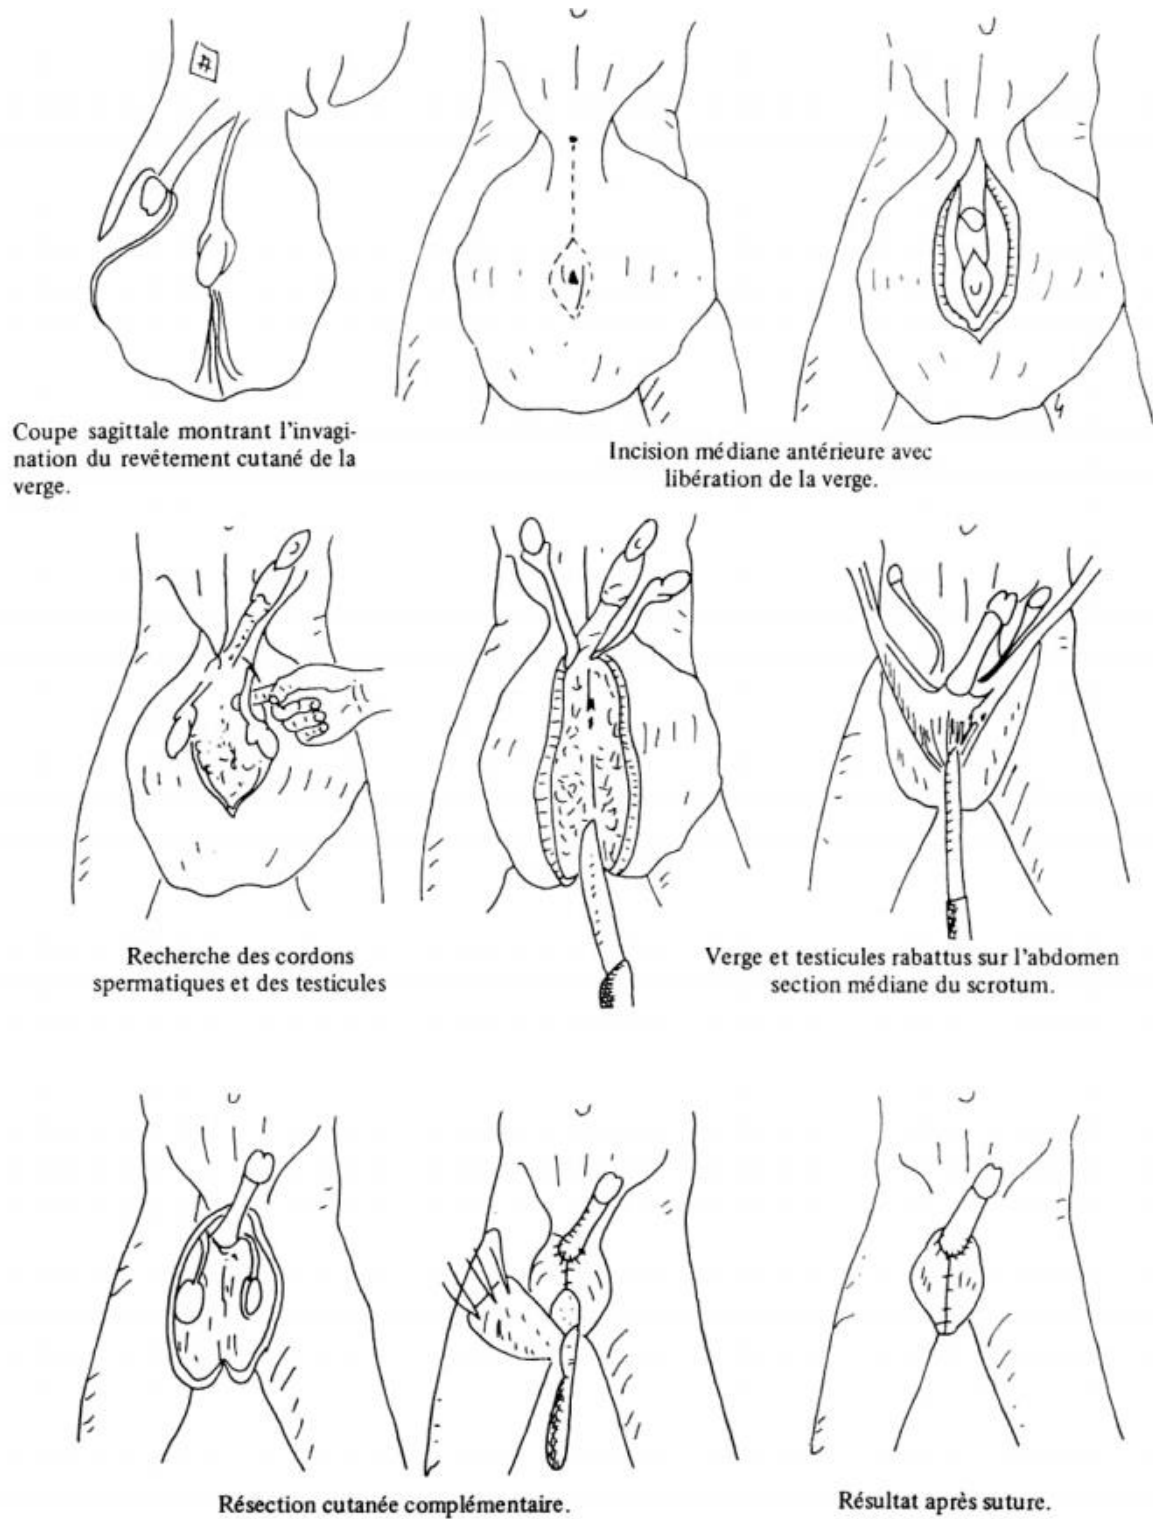 Coupe sagittale montrant l'invagi-
nation du revêtement cutané de la
verge.
Incision médiane antérieure avec
libération de la verge.
Recherche des cordons
spermatiques et des testicules
Verge et testicules rabattus sur l'abdomen
section médiane du scrotum.
Résection cutanée complémentaire.
Résultat après suture.